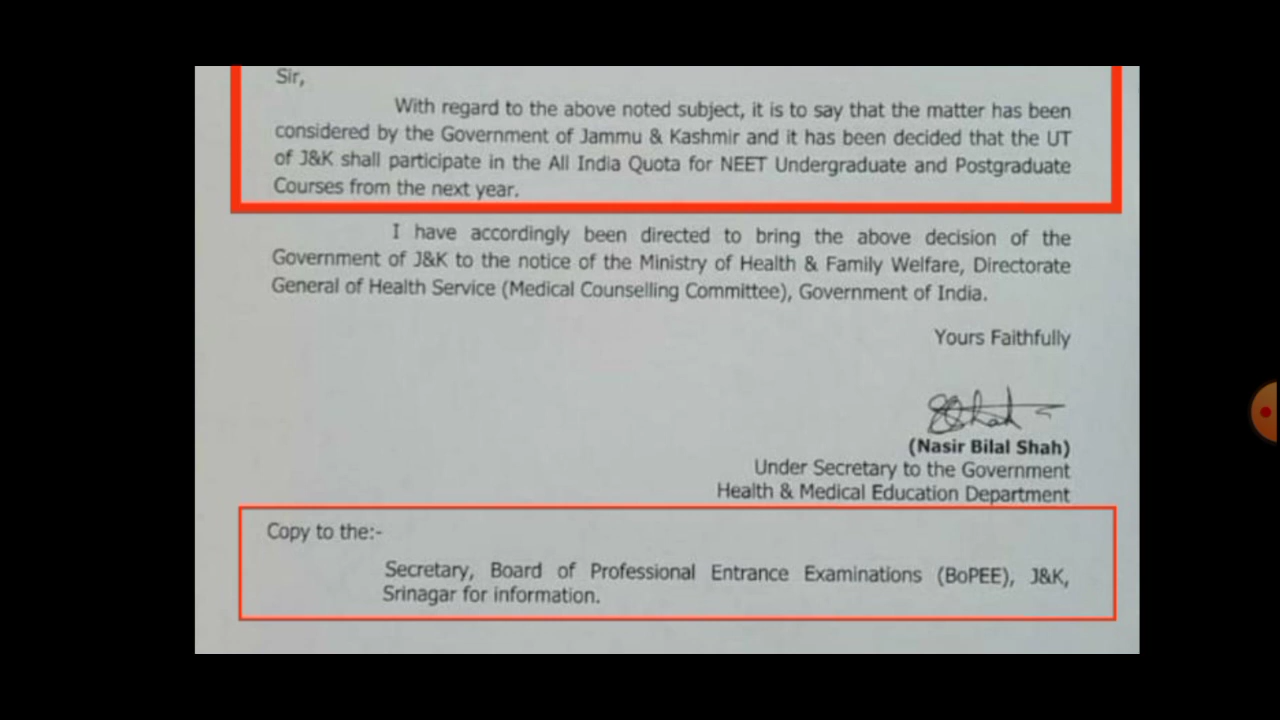 Sir,
With regard to the above noted subject, it is to say that the matter has been
considered by the Government of Jammu & Kashmir and it has been decided that the UT
of J&K shall participate in the All India Quota for NEET Undergraduate and Postgraduate
Courses from the next year.
I have accordingly been directed to bring the above decision of the
Government of J&K to the notice of the Ministry of Health & Family Welfare, Directorate
General of Health Service (Medical Counselling Committee), Government of India.
Yours Faithfully
(Nasir Bilal Shah)
Under Secretary to the Government
Health & Medical Education Department
Copy to the:-
Secretary, Board of Professional Entrance Examinations (BoPEE), J&K,
Srinagar for information.